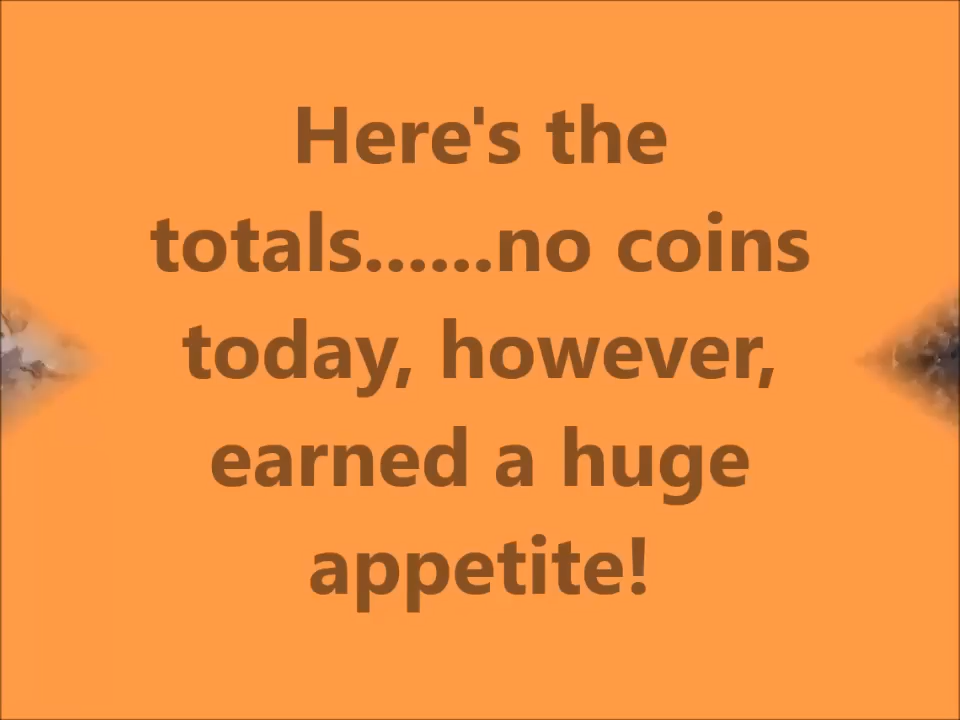 Here's the
totals......no coins
today, however,
earned a huge
appetite!